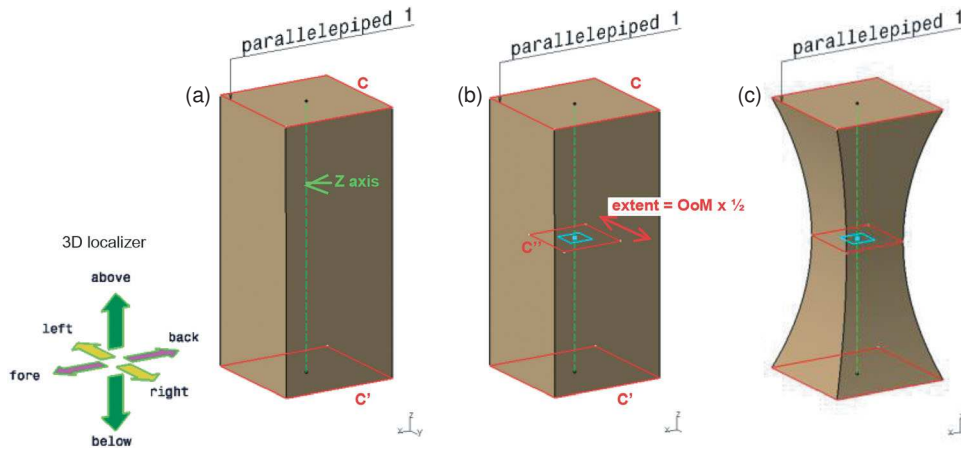 parallelepiped 1
(a)
C
Z axis
C'
3D localizer
above
left
back
fore
right
below
z
x
Y
parallelepiped 1
(b)
C
extent = OoM x ½
C''
C'
z
x
parallelepiped 1
(c)
z
x